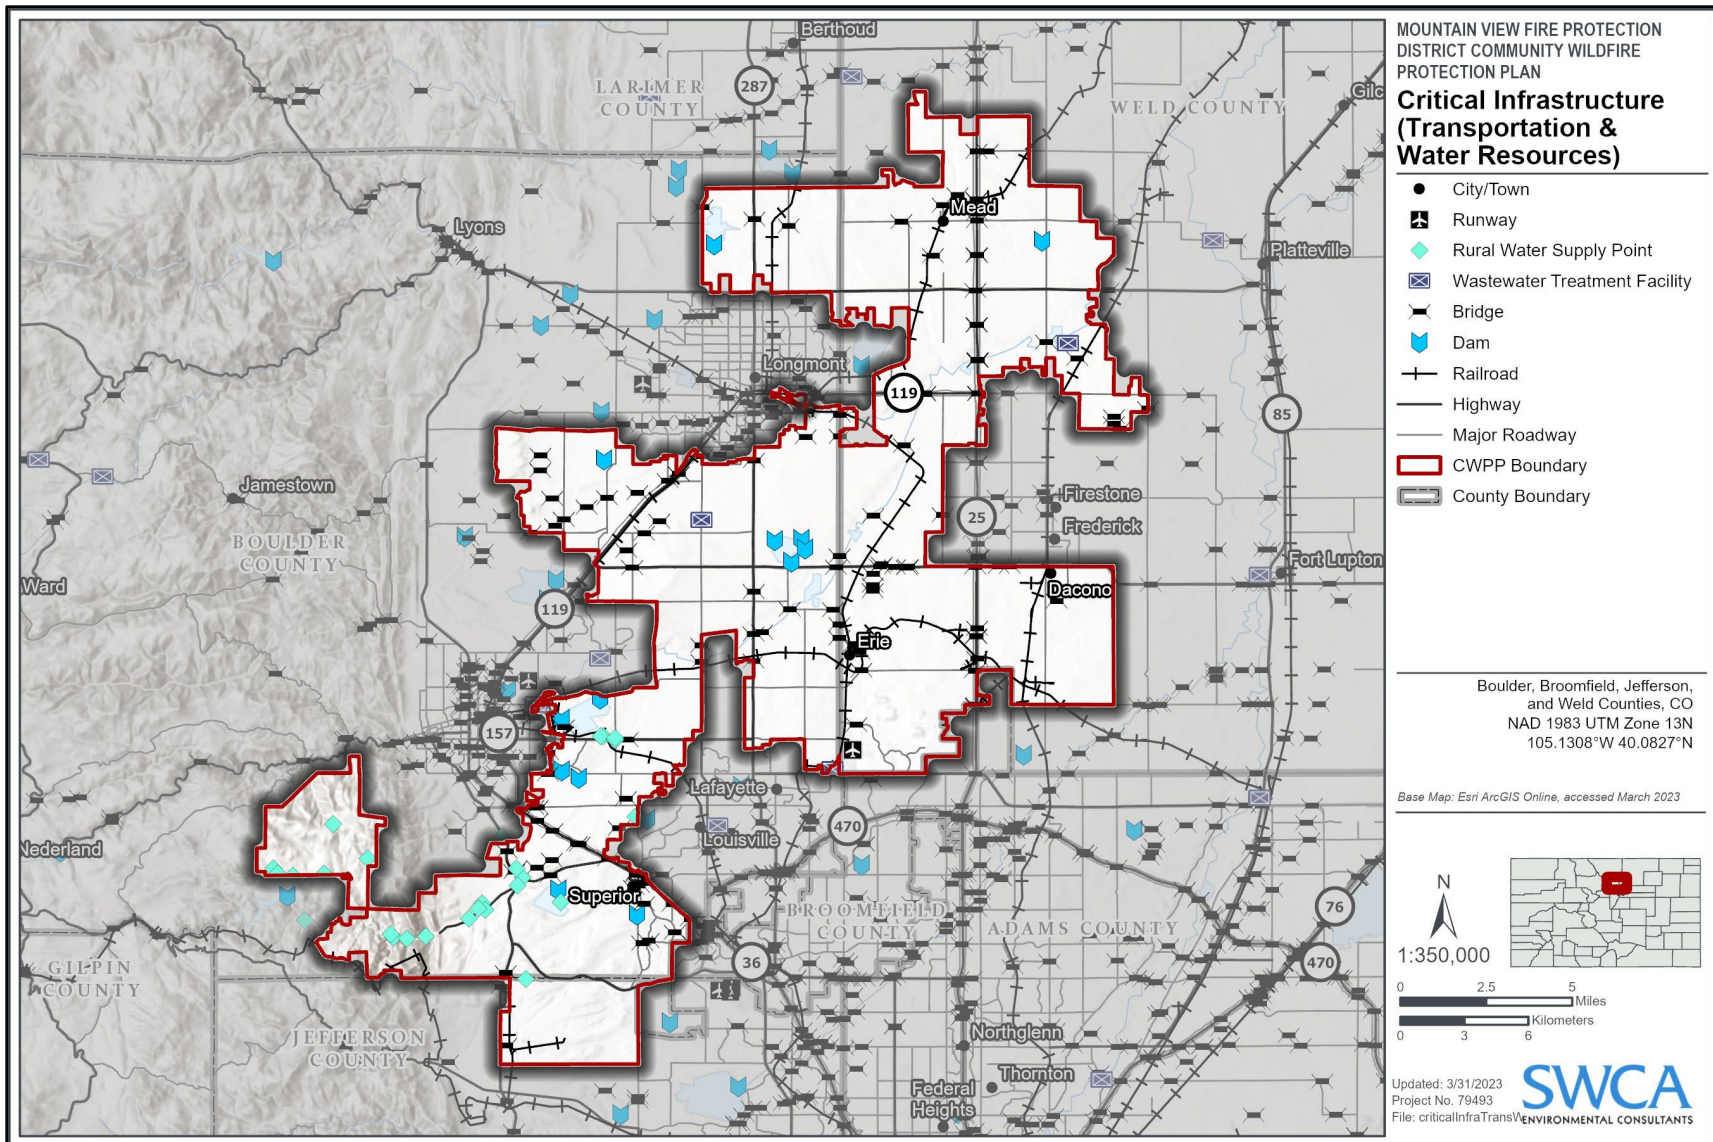 MOUNTAIN VIEW FIRE PROTECTION
DISTRICT COMMUNITY WILDFIRE
PROTECTION PLAN
Critical Infrastructure
(Transportation &
Water Resources)
City/Town
Runway
Rural Water Supply Point
Wastewater Treatment Facility
Bridge
Dam
Railroad
Highway
Major Roadway
CWPP Boundary
County Boundary
Boulder, Broomfield, Jefferson,
and Weld Counties, CO
NAD 1983 UTM Zone 13N
105.1308°W 40.0827°N
Base Map: Esri ArcGIS Online, accessed March 2023
N
1:350,000
0 2.5 5
Miles
Kilometers
0 3 6
Updated: 3/31/2023
Project No. 79493
File: criticalInfraTransW
SWCA
ENVIRONMENTAL CONSULTANTS
Berthoud
LARIMER
COUNTY
287
WELD COUNTY
Gilc
Mead
Lyons
Platteville
Longmont
119
85
Jamestown
Firestone
25
Frederick
BOULDER
COUNTY
Fort Lupton
Ward
Dacono
119
Erie
157
Lafayette
470
Louisville
Nederland
Superior
BROOMFIELD
COUNTY
ADAMS COUNTY
76
36
470
GILPIN
COUNTY
JEFFERSON
COUNTY
Northglenn
Thornton
Federal
Heights